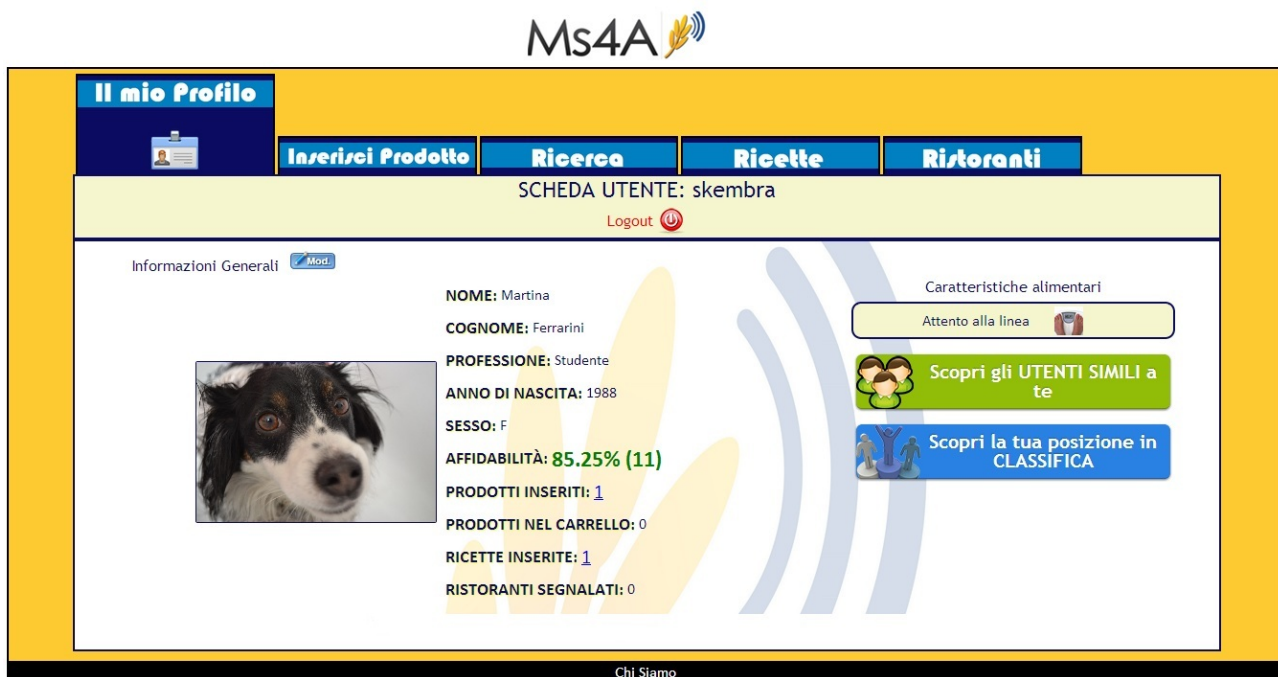 Ms4A
Il mio Profilo
Inserisci Prodotto
Ricerca
Ricette
Ristoranti
SCHEDA UTENTE: skembra
Logout
Informazioni Generali
Mod.
NOME: Martina
COGNOME: Ferrarini
PROFESSIONE: Studente
ANNO DI NASCITA: 1988
SESSO: F
AFFIDABILITÀ: 85.25% (11)
PRODOTTI INSERITI: 1
PRODOTTI NEL CARRELLO: 0
RICETTE INSERITE: 1
RISTORANTI SEGNALATI: 0
Caratteristiche alimentari
Attento alla linea
Scopri gli UTENTI SIMILI a
te
Scopri la tua posizione in
CLASSIFICA
Chi Siamo